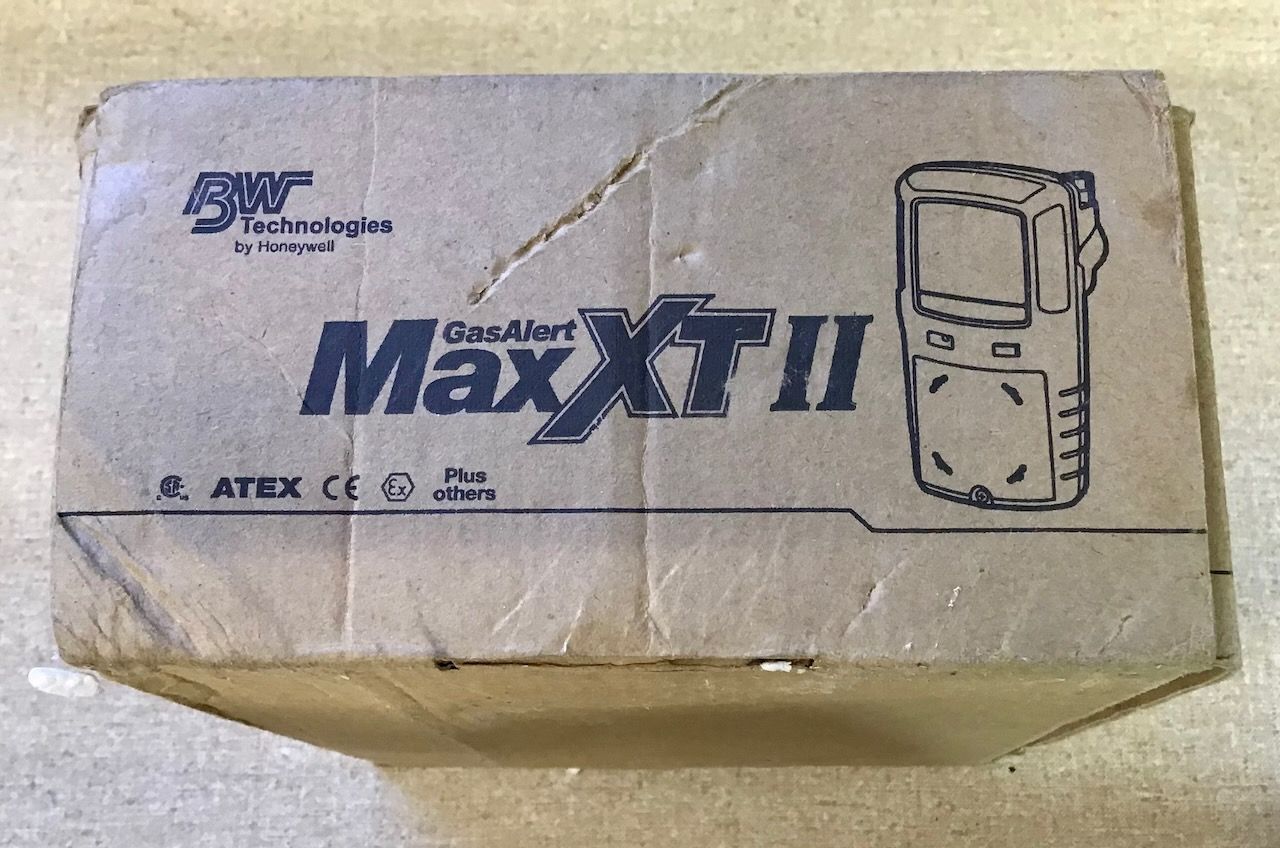 BW
Technologies
by Honeywell
GasAlert
MaxXT II
ATEX CE Ex Plus
others